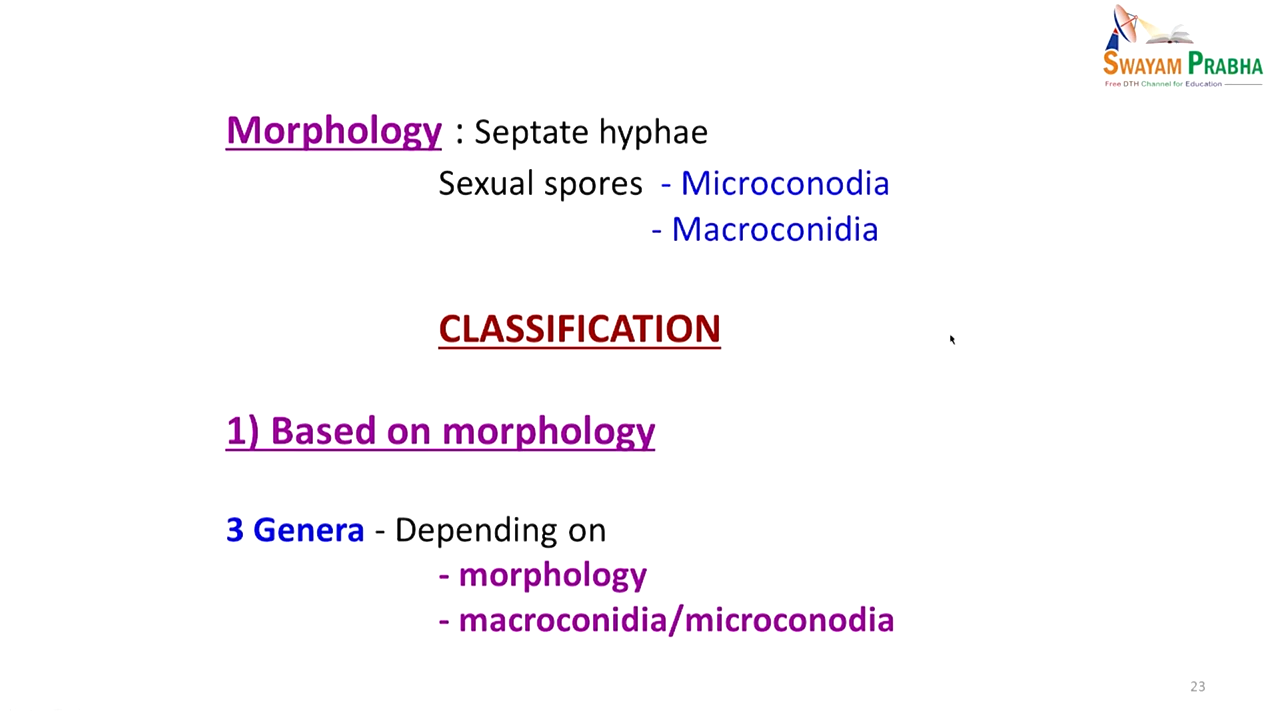 SWAYAM PRABHA
Free DTH Channel for Education
Morphology : Septate hyphae
Sexual spores - Microconodia
- Macroconidia
CLASSIFICATION
1) Based on morphology
3 Genera - Depending on
- morphology
- macroconidia/microconodia
23